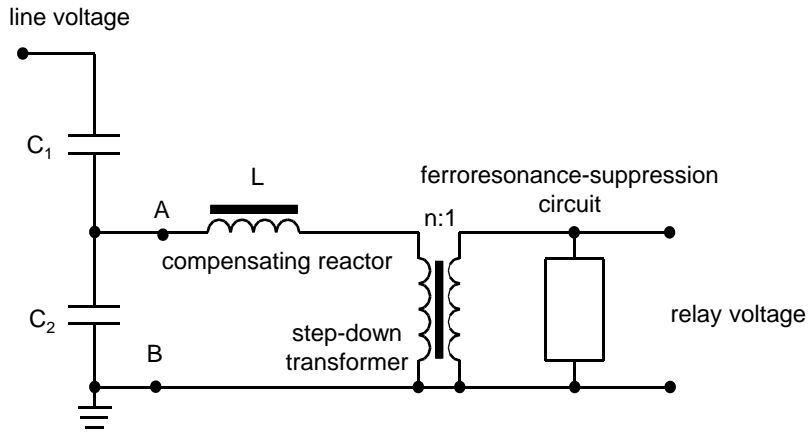 line voltage
C1
L
ferroresonance-suppression
circuit
A
n:1
compensating reactor
C2
B
step-down
transformer
relay voltage